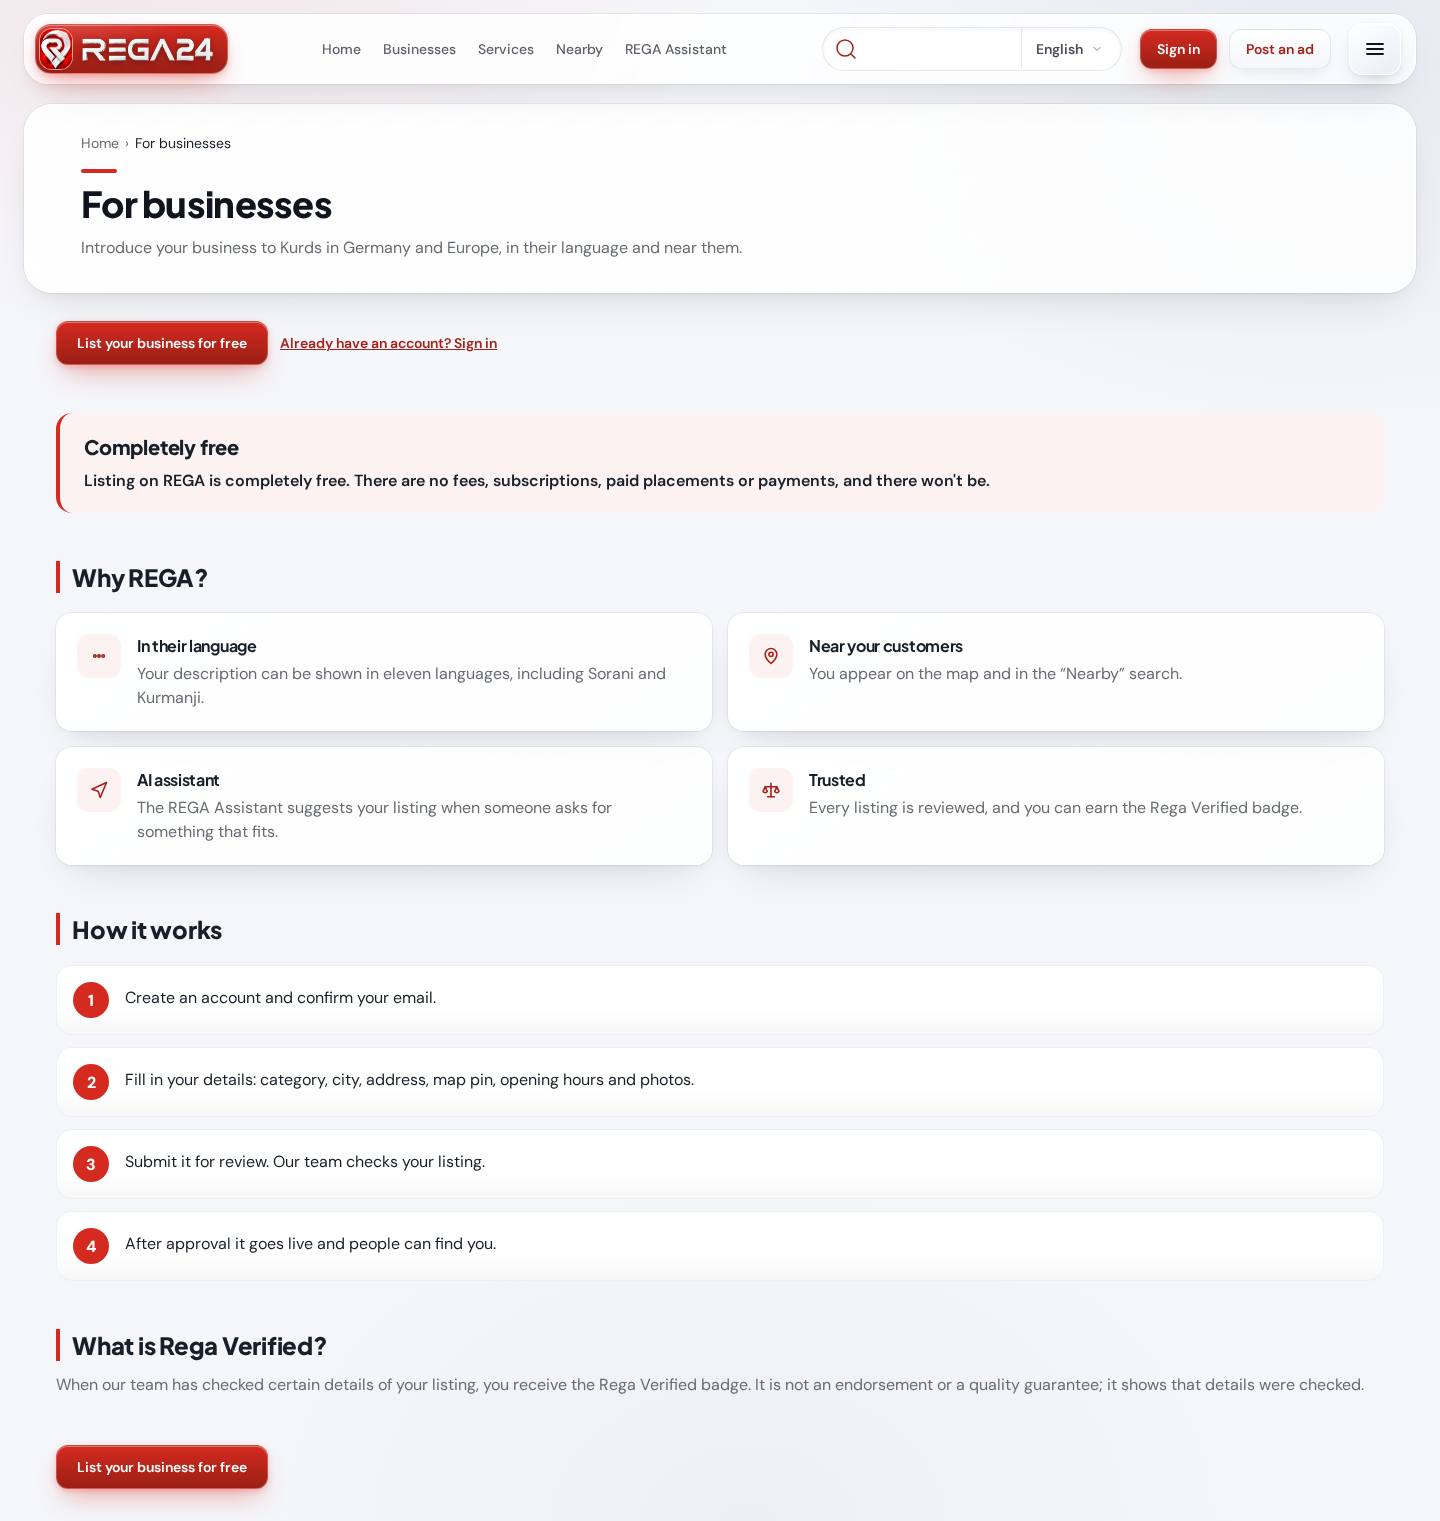 REGA24
Home
Businesses
Services
Nearby
REGA Assistant
English
Sign in
Post an ad
Home › For businesses
For businesses
Introduce your business to Kurds in Germany and Europe, in their language and near them.
List your business for free
Already have an account? Sign in
Completely free
Listing on REGA is completely free. There are no fees, subscriptions, paid placements or payments, and there won't be.
Why REGA?
In their language
Your description can be shown in eleven languages, including Sorani and
Kurmanji.
Near your customers
You appear on the map and in the “Nearby” search.
AI assistant
The REGA Assistant suggests your listing when someone asks for
something that fits.
Trusted
Every listing is reviewed, and you can earn the Rega Verified badge.
How it works
1 Create an account and confirm your email.
2 Fill in your details: category, city, address, map pin, opening hours and photos.
3 Submit it for review. Our team checks your listing.
4 After approval it goes live and people can find you.
What is Rega Verified?
When our team has checked certain details of your listing, you receive the Rega Verified badge. It is not an endorsement or a quality guarantee; it shows that details were checked.
List your business for free